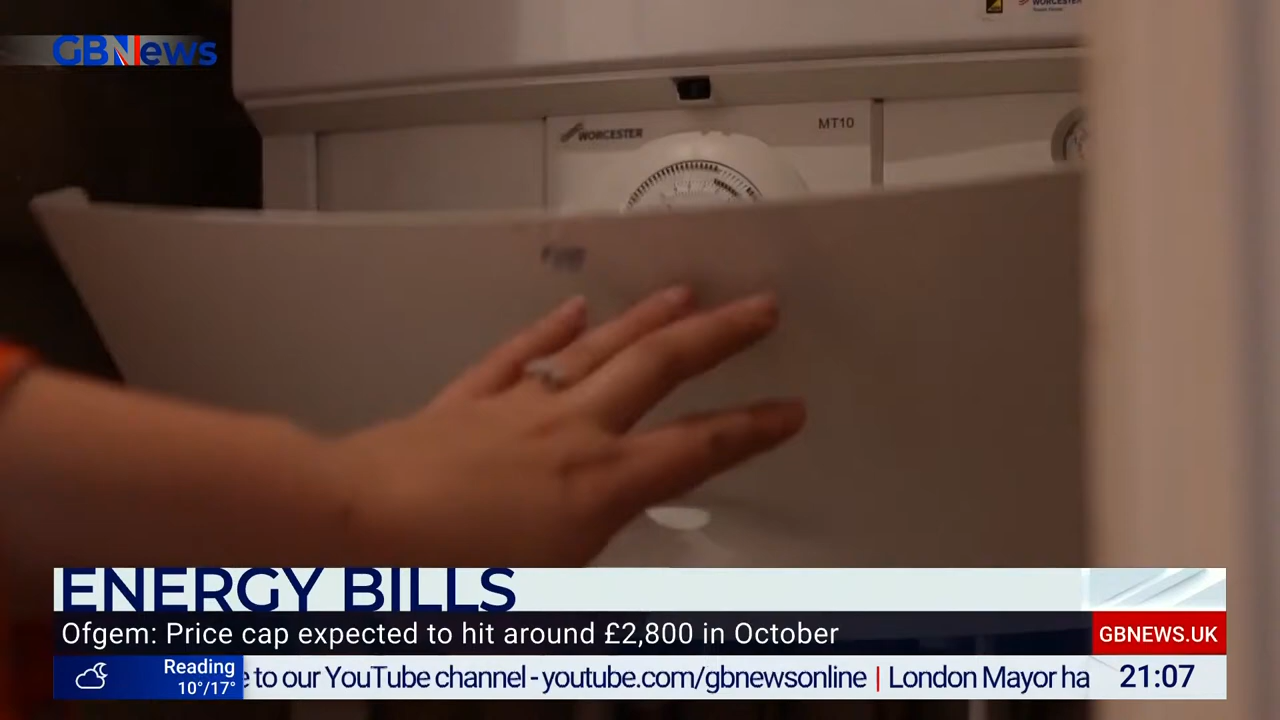 GBNews
WORCESTER
WORCESTER
MT10
ENERGY BILLS
Ofgem: Price cap expected to hit around £2,800 in October
GBNEWS.UK
Reading
10°/17°
e to our YouTube channel - youtube.com/gbnewsonline | London Mayor ha
21:07